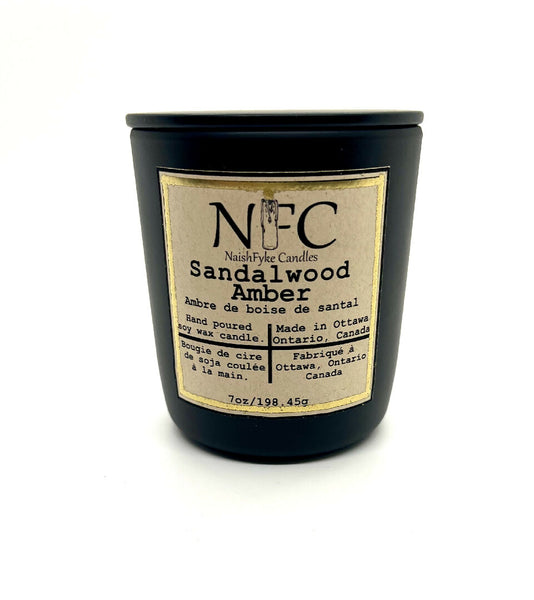 NFC
NaishFyke Candles
Sandalwood
Amber
Ambre de boise de santal
Hand poured
soy wax candle.
Made in Ottawa
Ontario, Canada
Bougie de cire
de soja coulée
à la main.
Fabriqué à
Ottawa, Ontario
Canada
7oz/198.45g